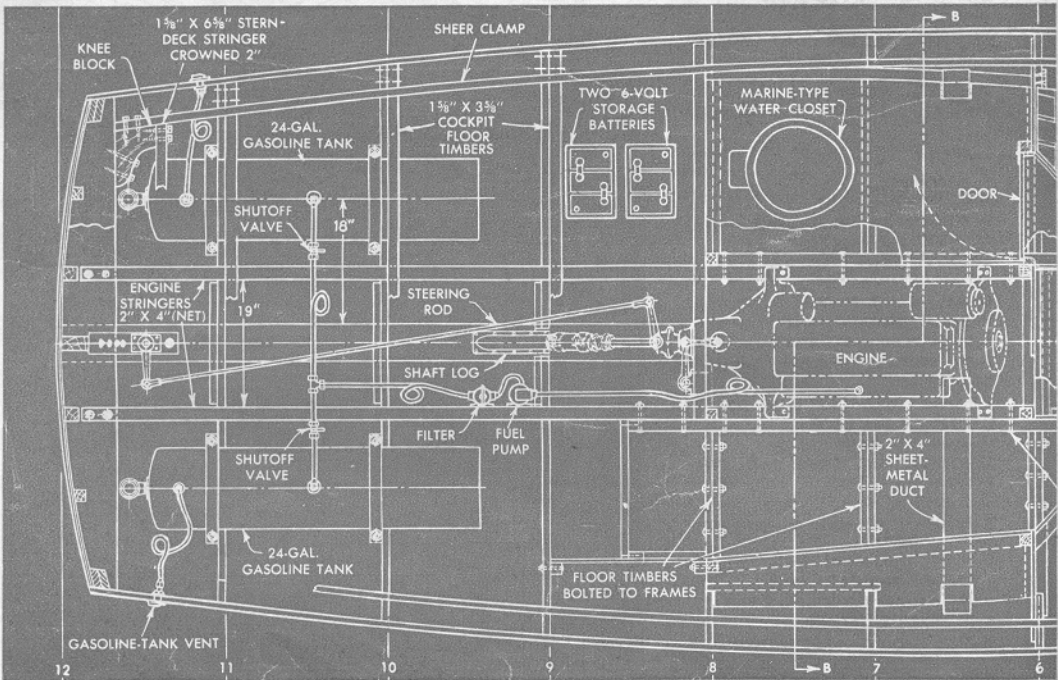 1⅝" X 6⅝" STERN-
DECK STRINGER
CROWNED 2"
KNEE
BLOCK
SHEER CLAMP
B
24-GAL.
GASOLINE TANK
1⅝" X 3⅝"
COCKPIT
FLOOR
TIMBERS
TWO 6-VOLT
STORAGE
BATTERIES
MARINE-TYPE
WATER CLOSET
DOOR
SHUTOFF
VALVE
18"
ENGINE
STRINGERS
2" X 4"(NET)
19"
STEERING
ROD
SHAFT LOG
ENGINE
FILTER
FUEL
PUMP
SHUTOFF
VALVE
2" X 4"
SHEET-
METAL
DUCT
24-GAL.
GASOLINE TANK
FLOOR TIMBERS
BOLTED TO FRAMES
GASOLINE-TANK VENT
B
12 11 10 9 8 7 6